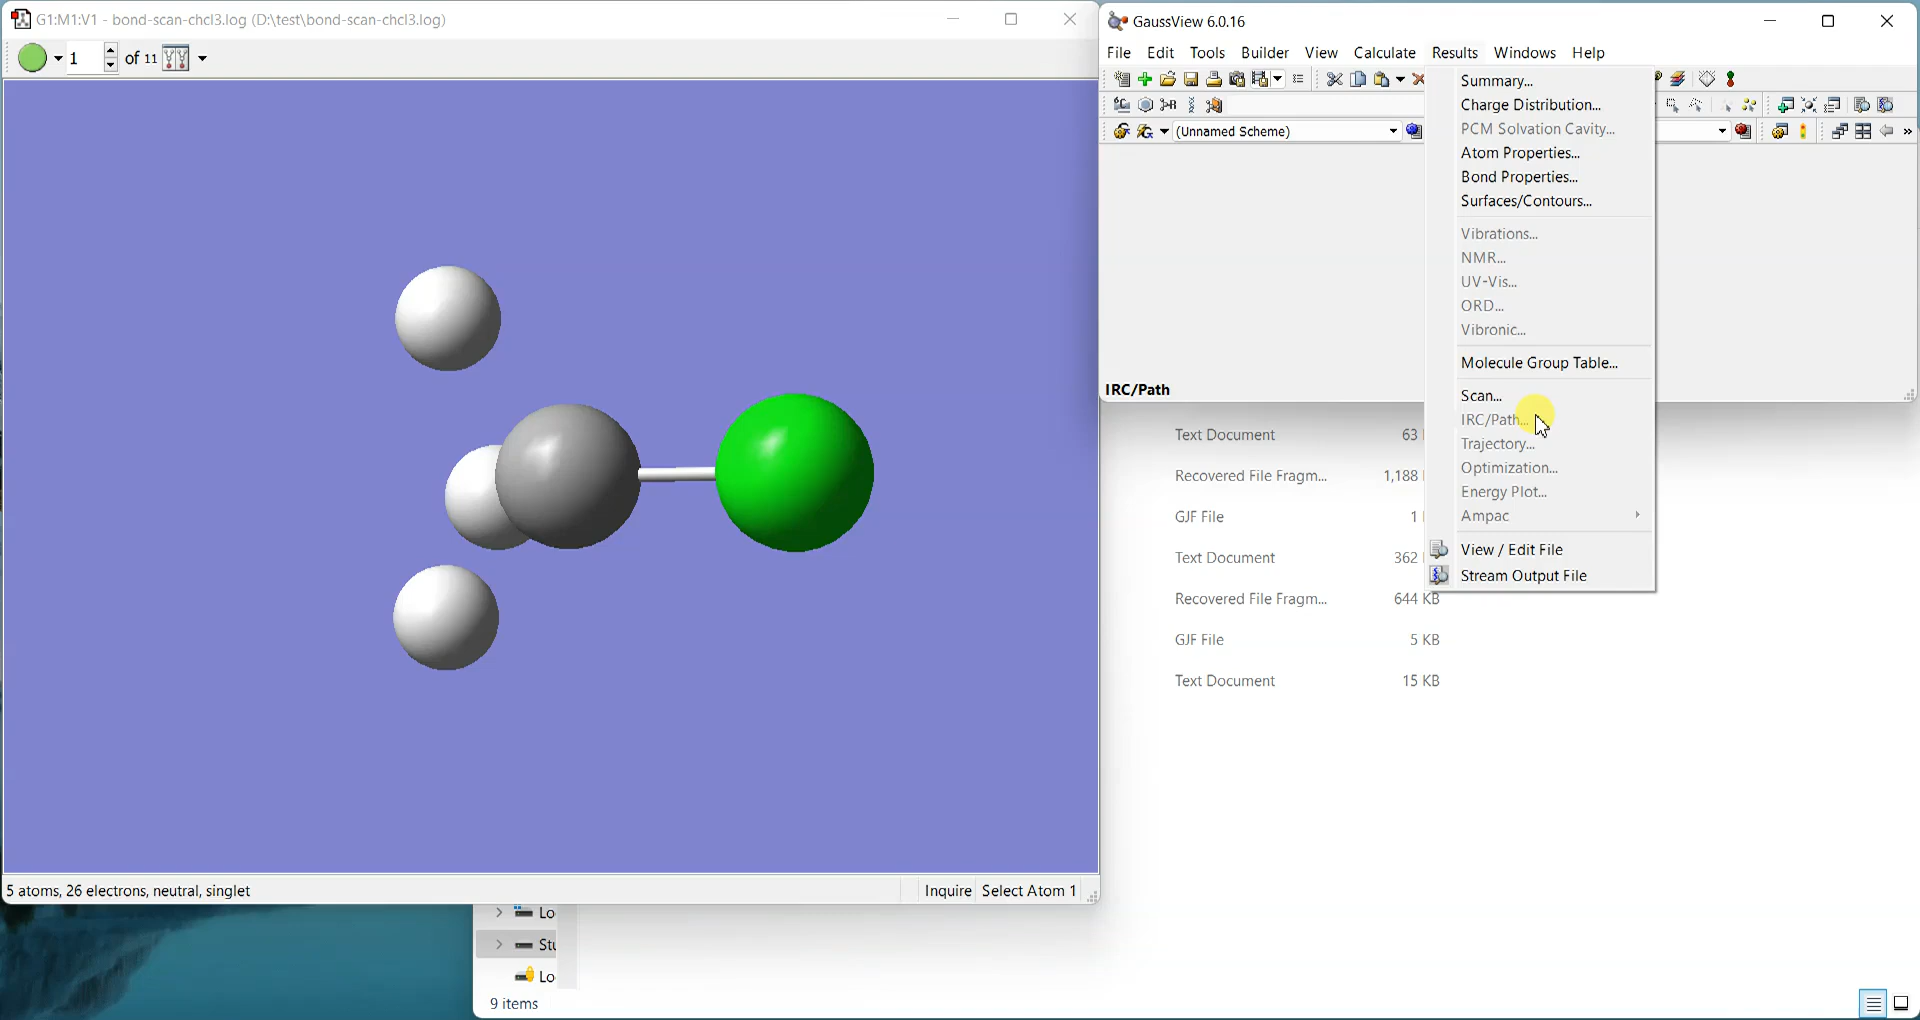 G1:M1:V1 - bond-scan-chcl3.log (D:\test\bond-scan-chcl3.log)
1 of 11
5 atoms, 26 electrons, neutral, singlet
Inquire Select Atom 1
GaussView 6.0.16
File Edit Tools Builder View Calculate Results Windows Help
(Unnamed Scheme)
IRC/Path
Summary...
Charge Distribution...
PCM Solvation Cavity...
Atom Properties...
Bond Properties...
Surfaces/Contours...
Vibrations...
NMR...
UV-Vis...
ORD...
Vibronic...
Molecule Group Table...
Scan...
IRC/Path...
Trajectory...
Optimization...
Energy Plot...
Ampac
View / Edit File
Stream Output File
Text Document 63
Recovered File Fragm... 1,188
GJF File 1
Text Document 362
Recovered File Fragm... 644 KB
GJF File 5 KB
Text Document 15 KB
Lo
Stu
Lo
9 items